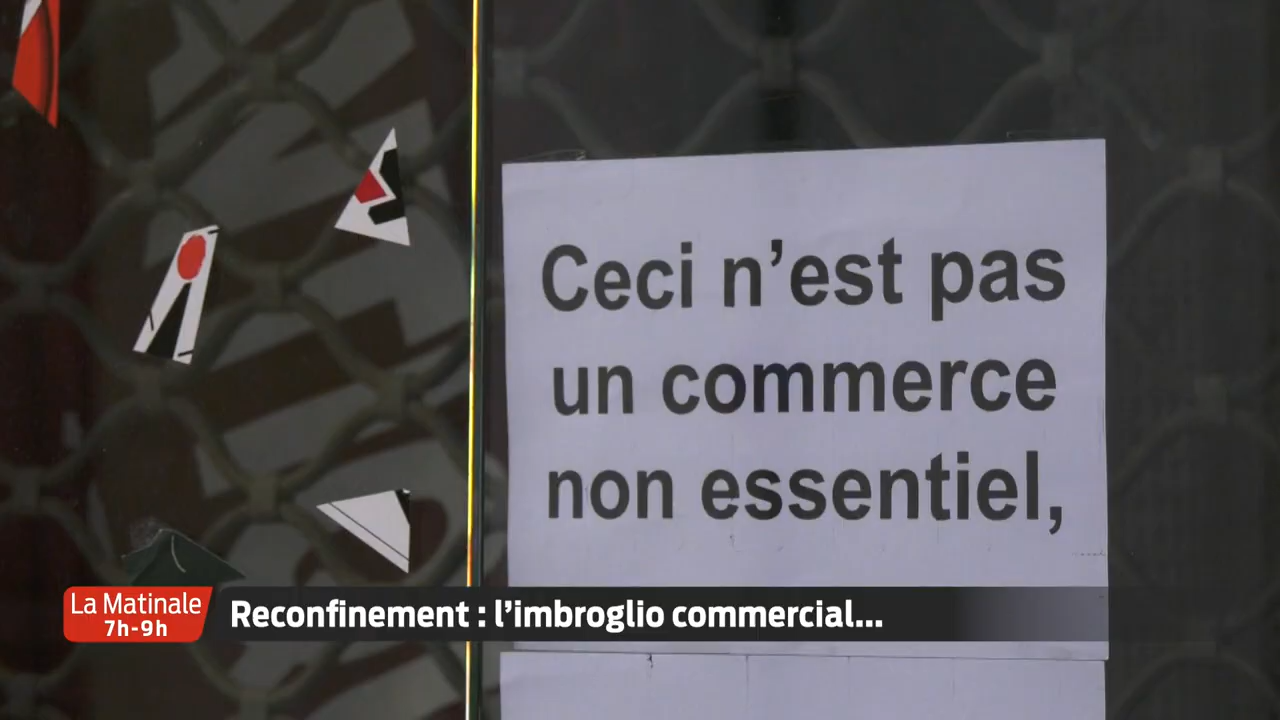 Ceci n’est pas
un commerce
non essentiel,
La Matinale
7h-9h
Reconfinement : l’imbroglio commercial...